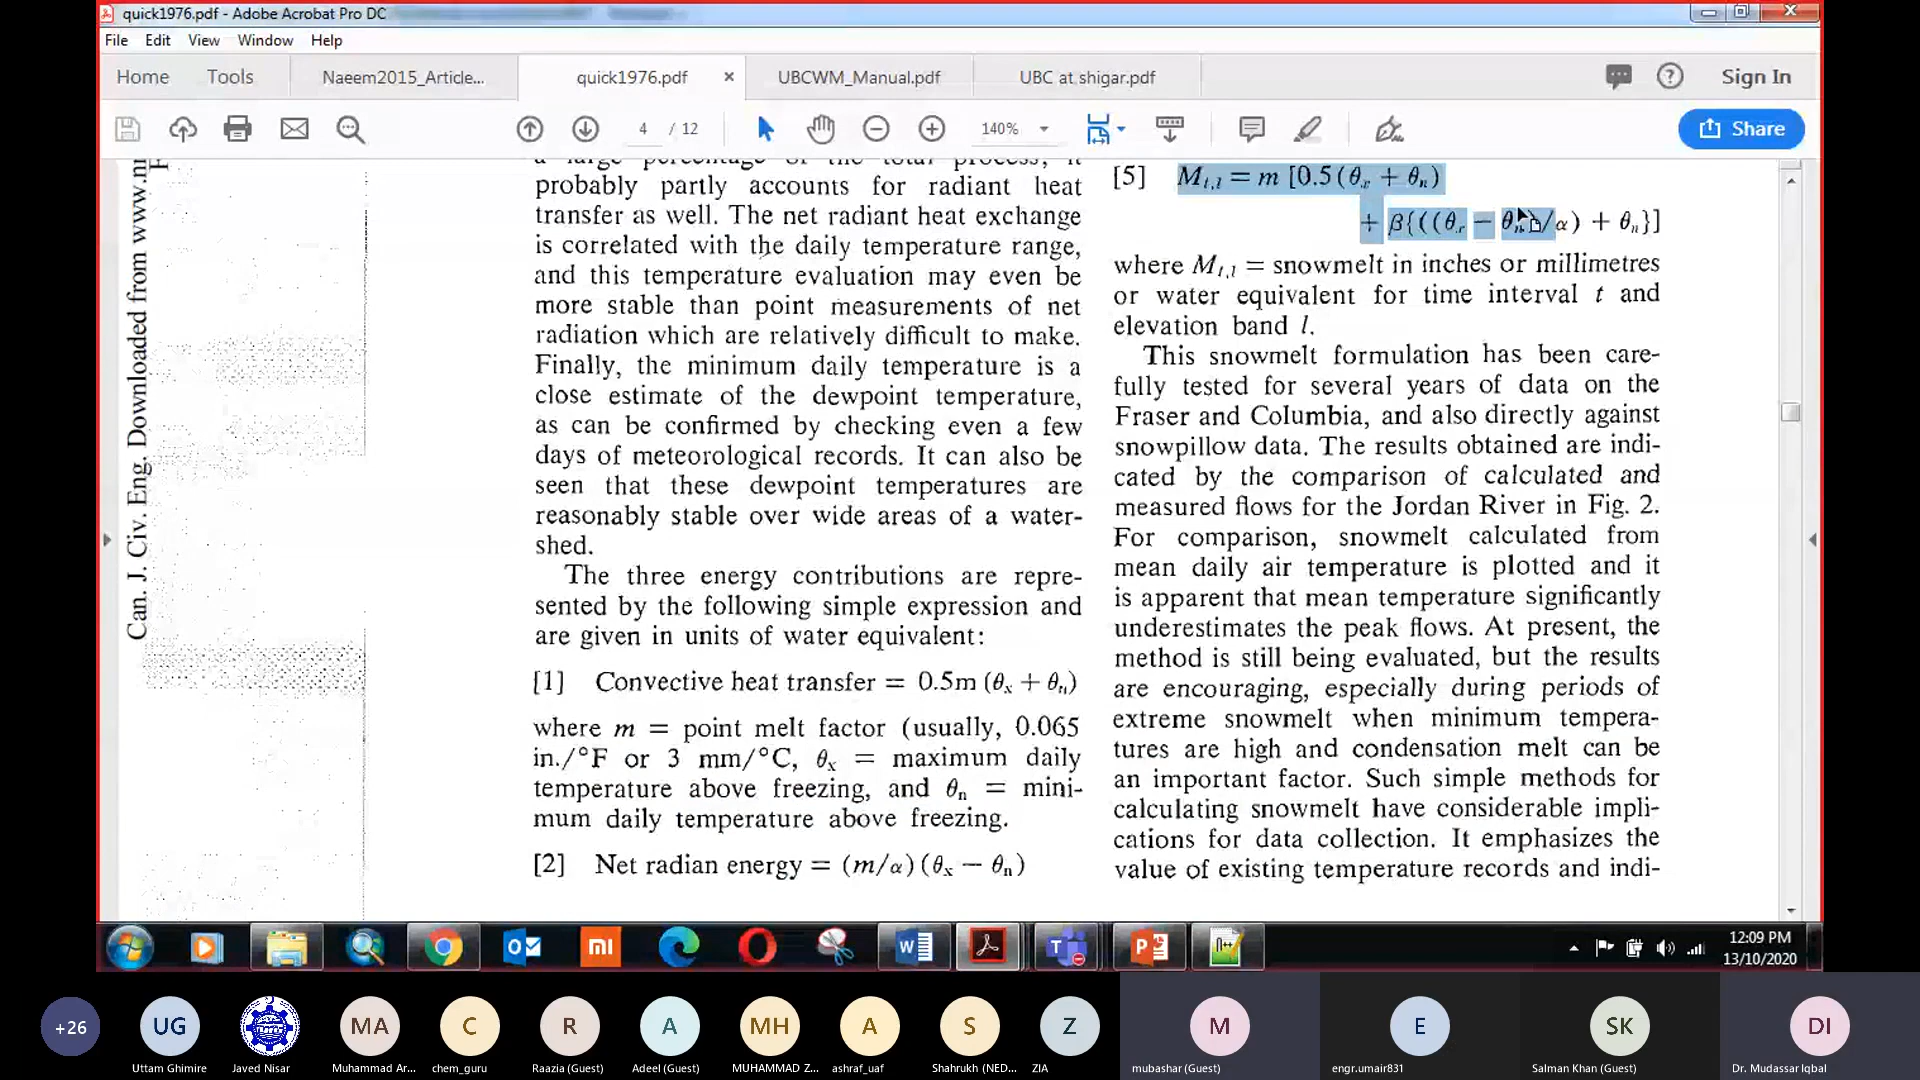 quick1976.pdf - Adobe Acrobat Pro DC
File Edit View Window Help
Home Tools Naeem2015_Article... quick1976.pdf × UBCWM_Manual.pdf UBC at shigar.pdf Sign In
4 / 12 140% Share
Can. J. Civ. Eng. Downloaded from www.nr
a large percentage of the total process, it
probably partly accounts for radiant heat
transfer as well. The net radiant heat exchange
is correlated with the daily temperature range,
and this temperature evaluation may even be
more stable than point measurements of net
radiation which are relatively difficult to make.
Finally, the minimum daily temperature is a
close estimate of the dewpoint temperature,
as can be confirmed by checking even a few
days of meteorological records. It can also be
seen that these dewpoint temperatures are
reasonably stable over wide areas of a water-
shed.
The three energy contributions are repre-
sented by the following simple expression and
are given in units of water equivalent:
[1] Convective heat transfer = 0.5m (θx + θn)
where m = point melt factor (usually, 0.065
in./°F or 3 mm/°C, θx = maximum daily
temperature above freezing, and θn = mini-
mum daily temperature above freezing.
[2] Net radian energy = (m/α) (θx − θn)
[5] Mt,l = m [0.5(θx + θn)
+ β{((θx − θn)/α) + θn}]
where Mt,l = snowmelt in inches or millimetres
or water equivalent for time interval t and
elevation band l.
This snowmelt formulation has been care-
fully tested for several years of data on the
Fraser and Columbia, and also directly against
snowpillow data. The results obtained are indi-
cated by the comparison of calculated and
measured flows for the Jordan River in Fig. 2.
For comparison, snowmelt calculated from
mean daily air temperature is plotted and it
is apparent that mean temperature significantly
underestimates the peak flows. At present, the
method is still being evaluated, but the results
are encouraging, especially during periods of
extreme snowmelt when minimum tempera-
tures are high and condensation melt can be
an important factor. Such simple methods for
calculating snowmelt have considerable impli-
cations for data collection. It emphasizes the
value of existing temperature records and indi-
12:09 PM
13/10/2020
+26 UG MA C R A MH A S Z M E SK DI
Uttam Ghimire Javed Nisar Muhammad Ar... chem_guru Raazia (Guest) Adeel (Guest) MUHAMMAD Z... ashraf_uaf Shahrukh (NED... ZIA mubashar (Guest) engr.umair831 Salman Khan (Guest) Dr. Mudassar Iqbal